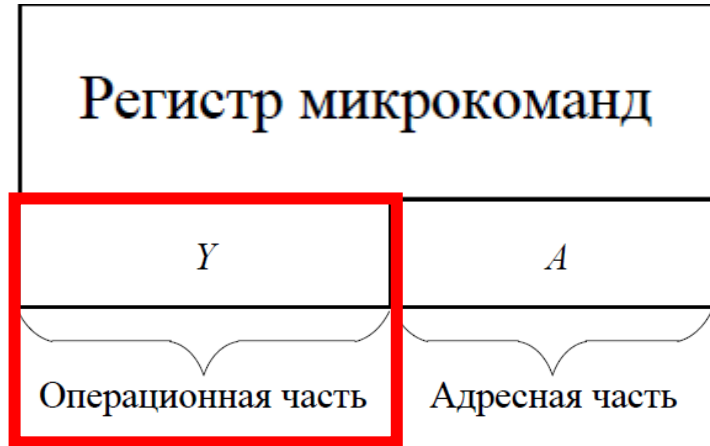 Регистр микрокоманд
Y A
Операционная часть Адресная часть